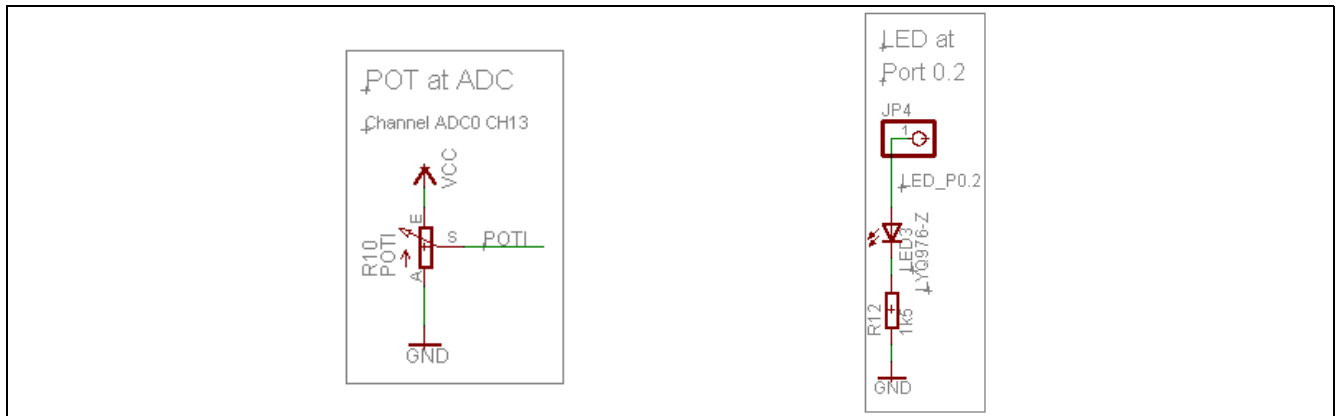 POT at ADC
Channel ADC0 CH13
VCC
E
S
POTI
R10
POTI
A
GND
LED at
Port 0.2
JP4
1
LED_P0.2
LED3
LYQ976-Z
R12
1k5
GND